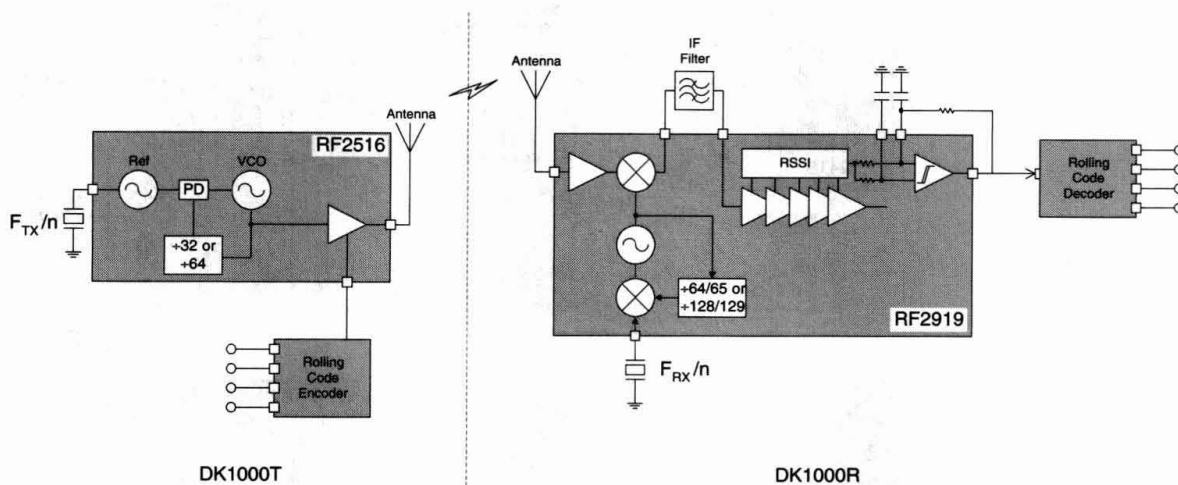 Antenna
RF2516
Ref
VCO
PD
F_TX/n
÷32 or
÷64
Rolling
Code
Encoder
DK1000T
Antenna
IF
Filter
RSSI
÷64/65 or
÷128/129
RF2919
F_RX/n
Rolling
Code
Decoder
DK1000R